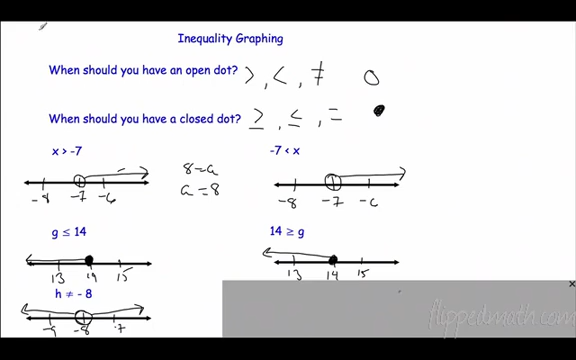 Inequality Graphing
When should you have an open dot? >, <, ≠ ○
When should you have a closed dot? ≥, ≤, = ●
x > -7
-7 < x
8 = a
a = 8
-8 -7 -6
-8 -7 -6
g ≤ 14
14 ≥ g
13 14 15
13 14 15
h ≠ - 8
-9 -8 -7
flippedmath.com